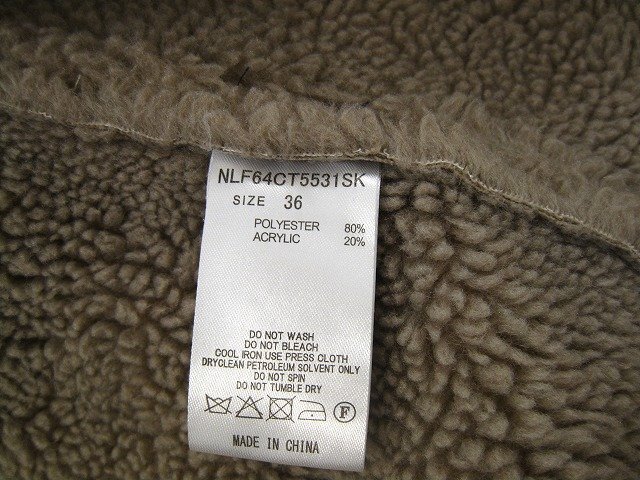 NLF64CT5531SK
SIZE 36
POLYESTER 80%
ACRYLIC 20%
DO NOT WASH
DO NOT BLEACH
COOL IRON USE PRESS CLOTH
DRYCLEAN PETROLEUM SOLVENT ONLY
DO NOT SPIN
DO NOT TUMBLE DRY
F
MADE IN CHINA